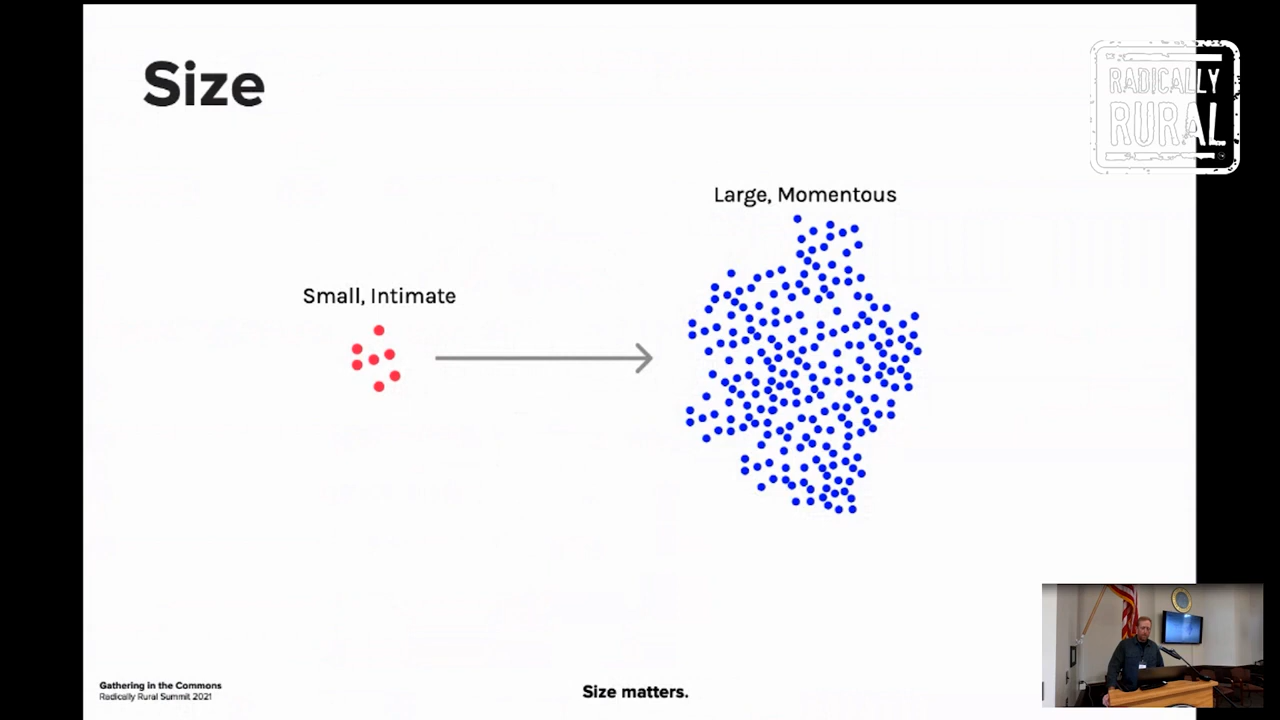 Size
RADICALLY
RURAL
Large, Momentous
Small, Intimate
Gathering in the Commons
Radically Rural Summit 2021
Size matters.